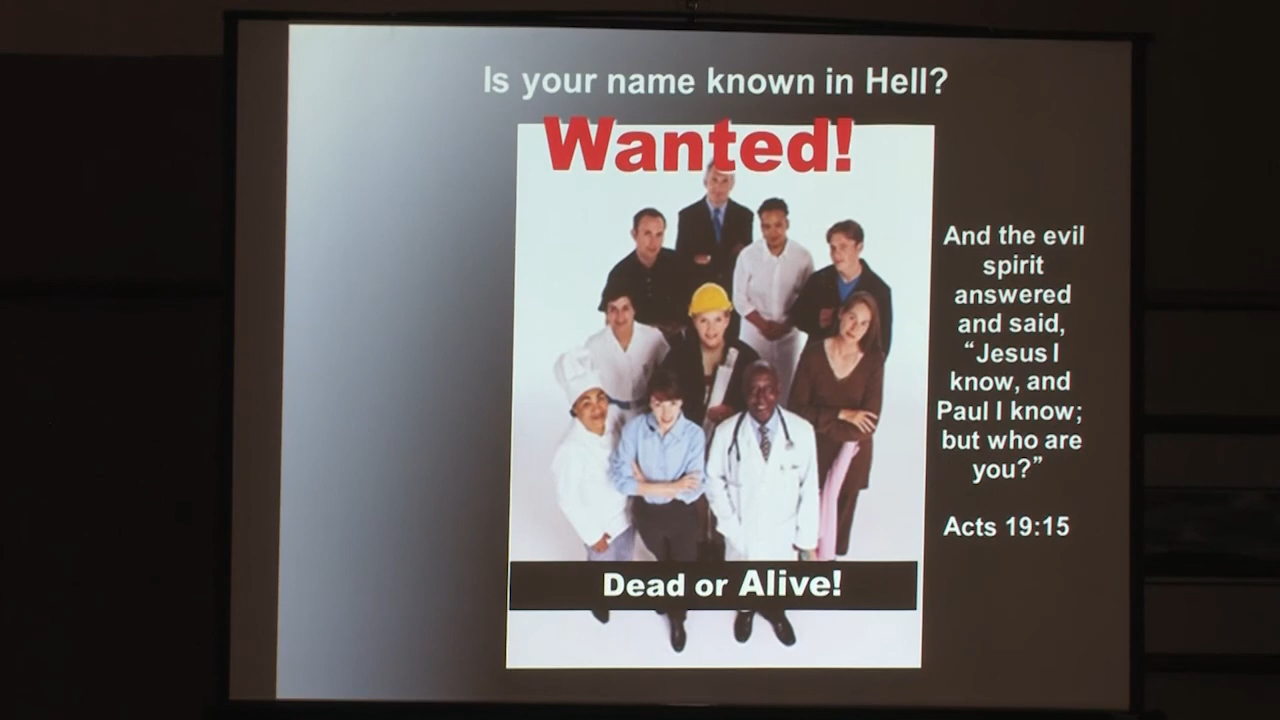 Is your name known in Hell?
Wanted!
And the evil
spirit
answered
and said,
“Jesus I
know, and
Paul I know;
but who are
you?”
Acts 19:15
Dead or Alive!